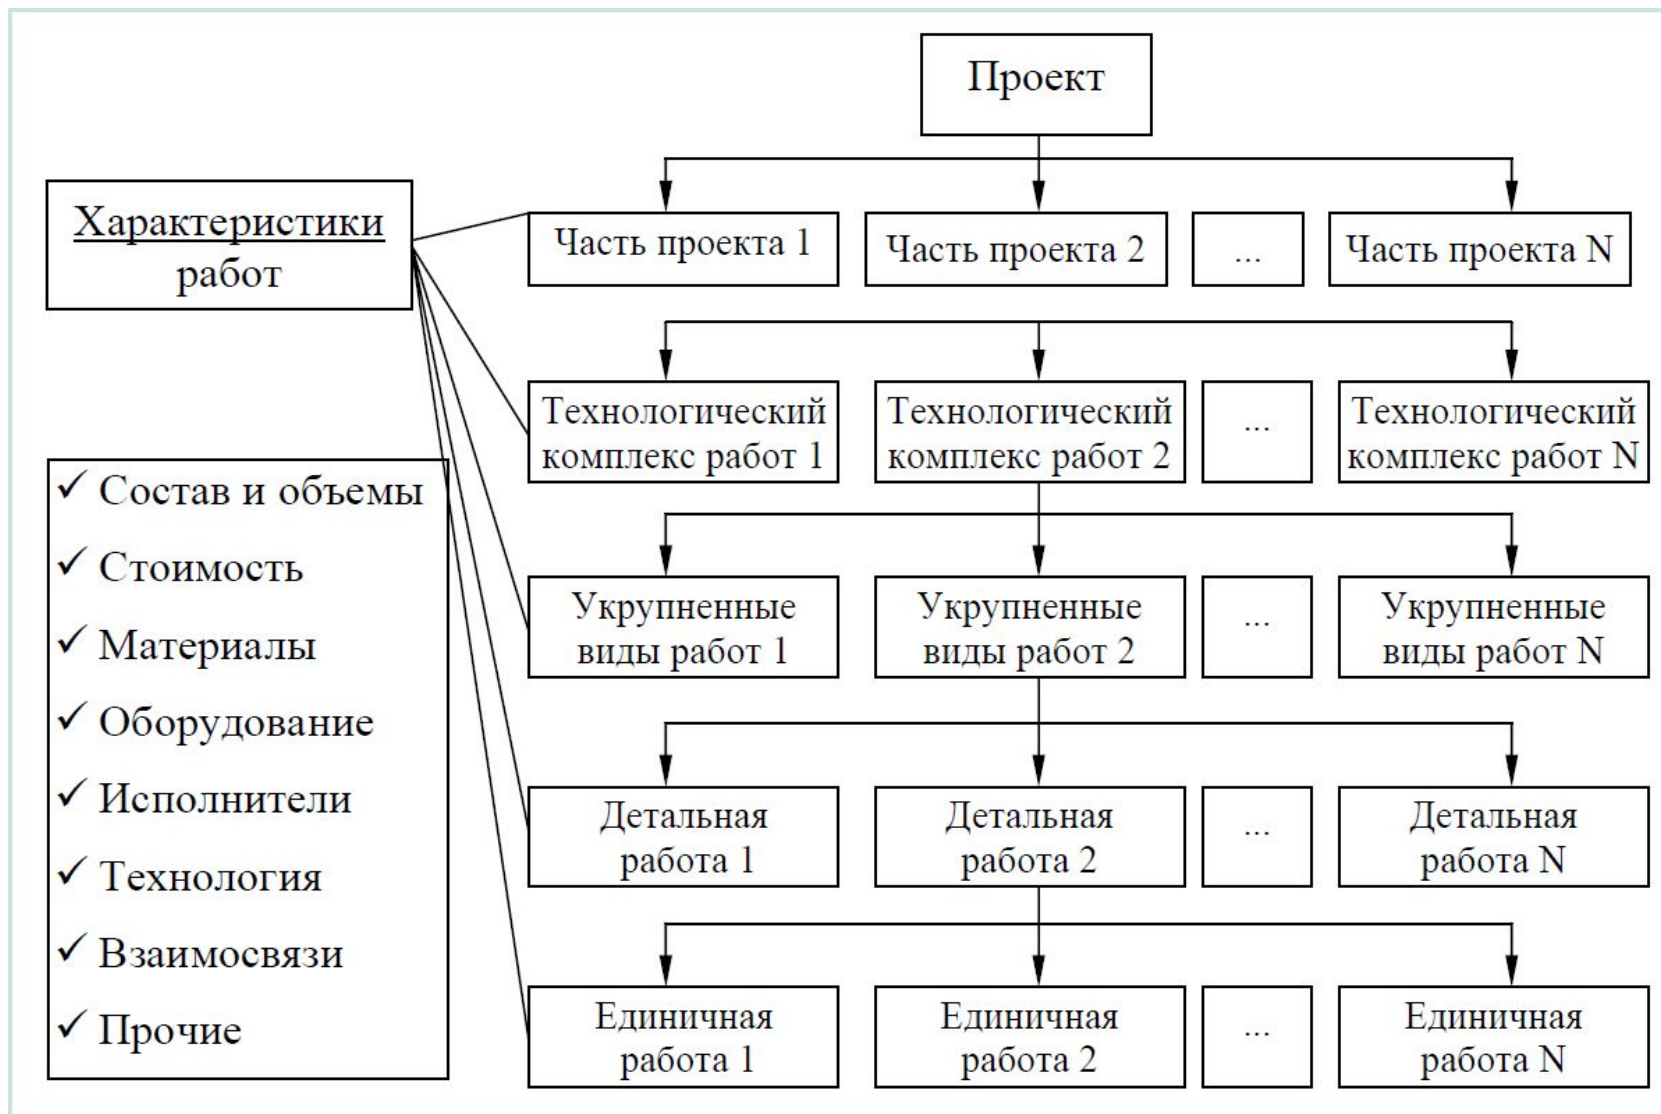 Проект
Характеристики
работ
Часть проекта 1
Часть проекта 2
...
Часть проекта N
Технологический
комплекс работ 1
Технологический
комплекс работ 2
...
Технологический
комплекс работ N
✓ Состав и объемы
✓ Стоимость
✓ Материалы
✓ Оборудование
✓ Исполнители
✓ Технология
✓ Взаимосвязи
✓ Прочие
Укрупненные
виды работ 1
Укрупненные
виды работ 2
...
Укрупненные
виды работ N
Детальная
работа 1
Детальная
работа 2
...
Детальная
работа N
Единичная
работа 1
Единичная
работа 2
...
Единичная
работа N